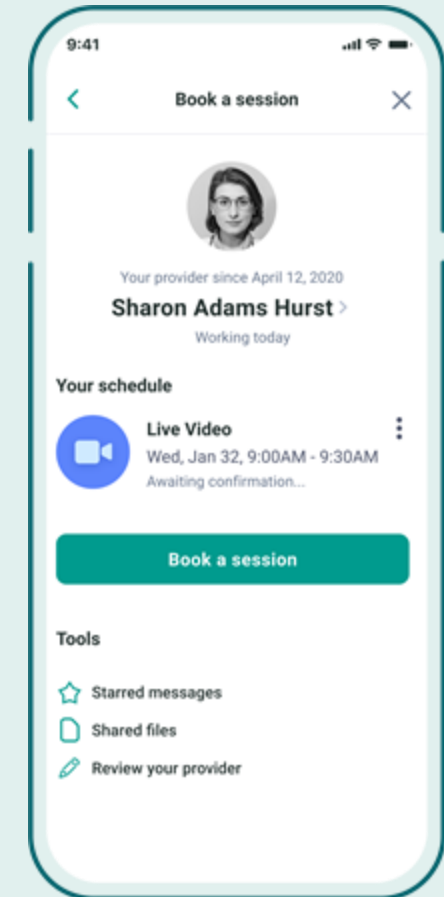 9:41
Book a session
Your provider since April 12, 2020
Sharon Adams Hurst
Working today
Your schedule
Live Video
Wed, Jan 32, 9:00AM - 9:30AM
Awaiting confirmation...
Book a session
Tools
Starred messages
Shared files
Review your provider